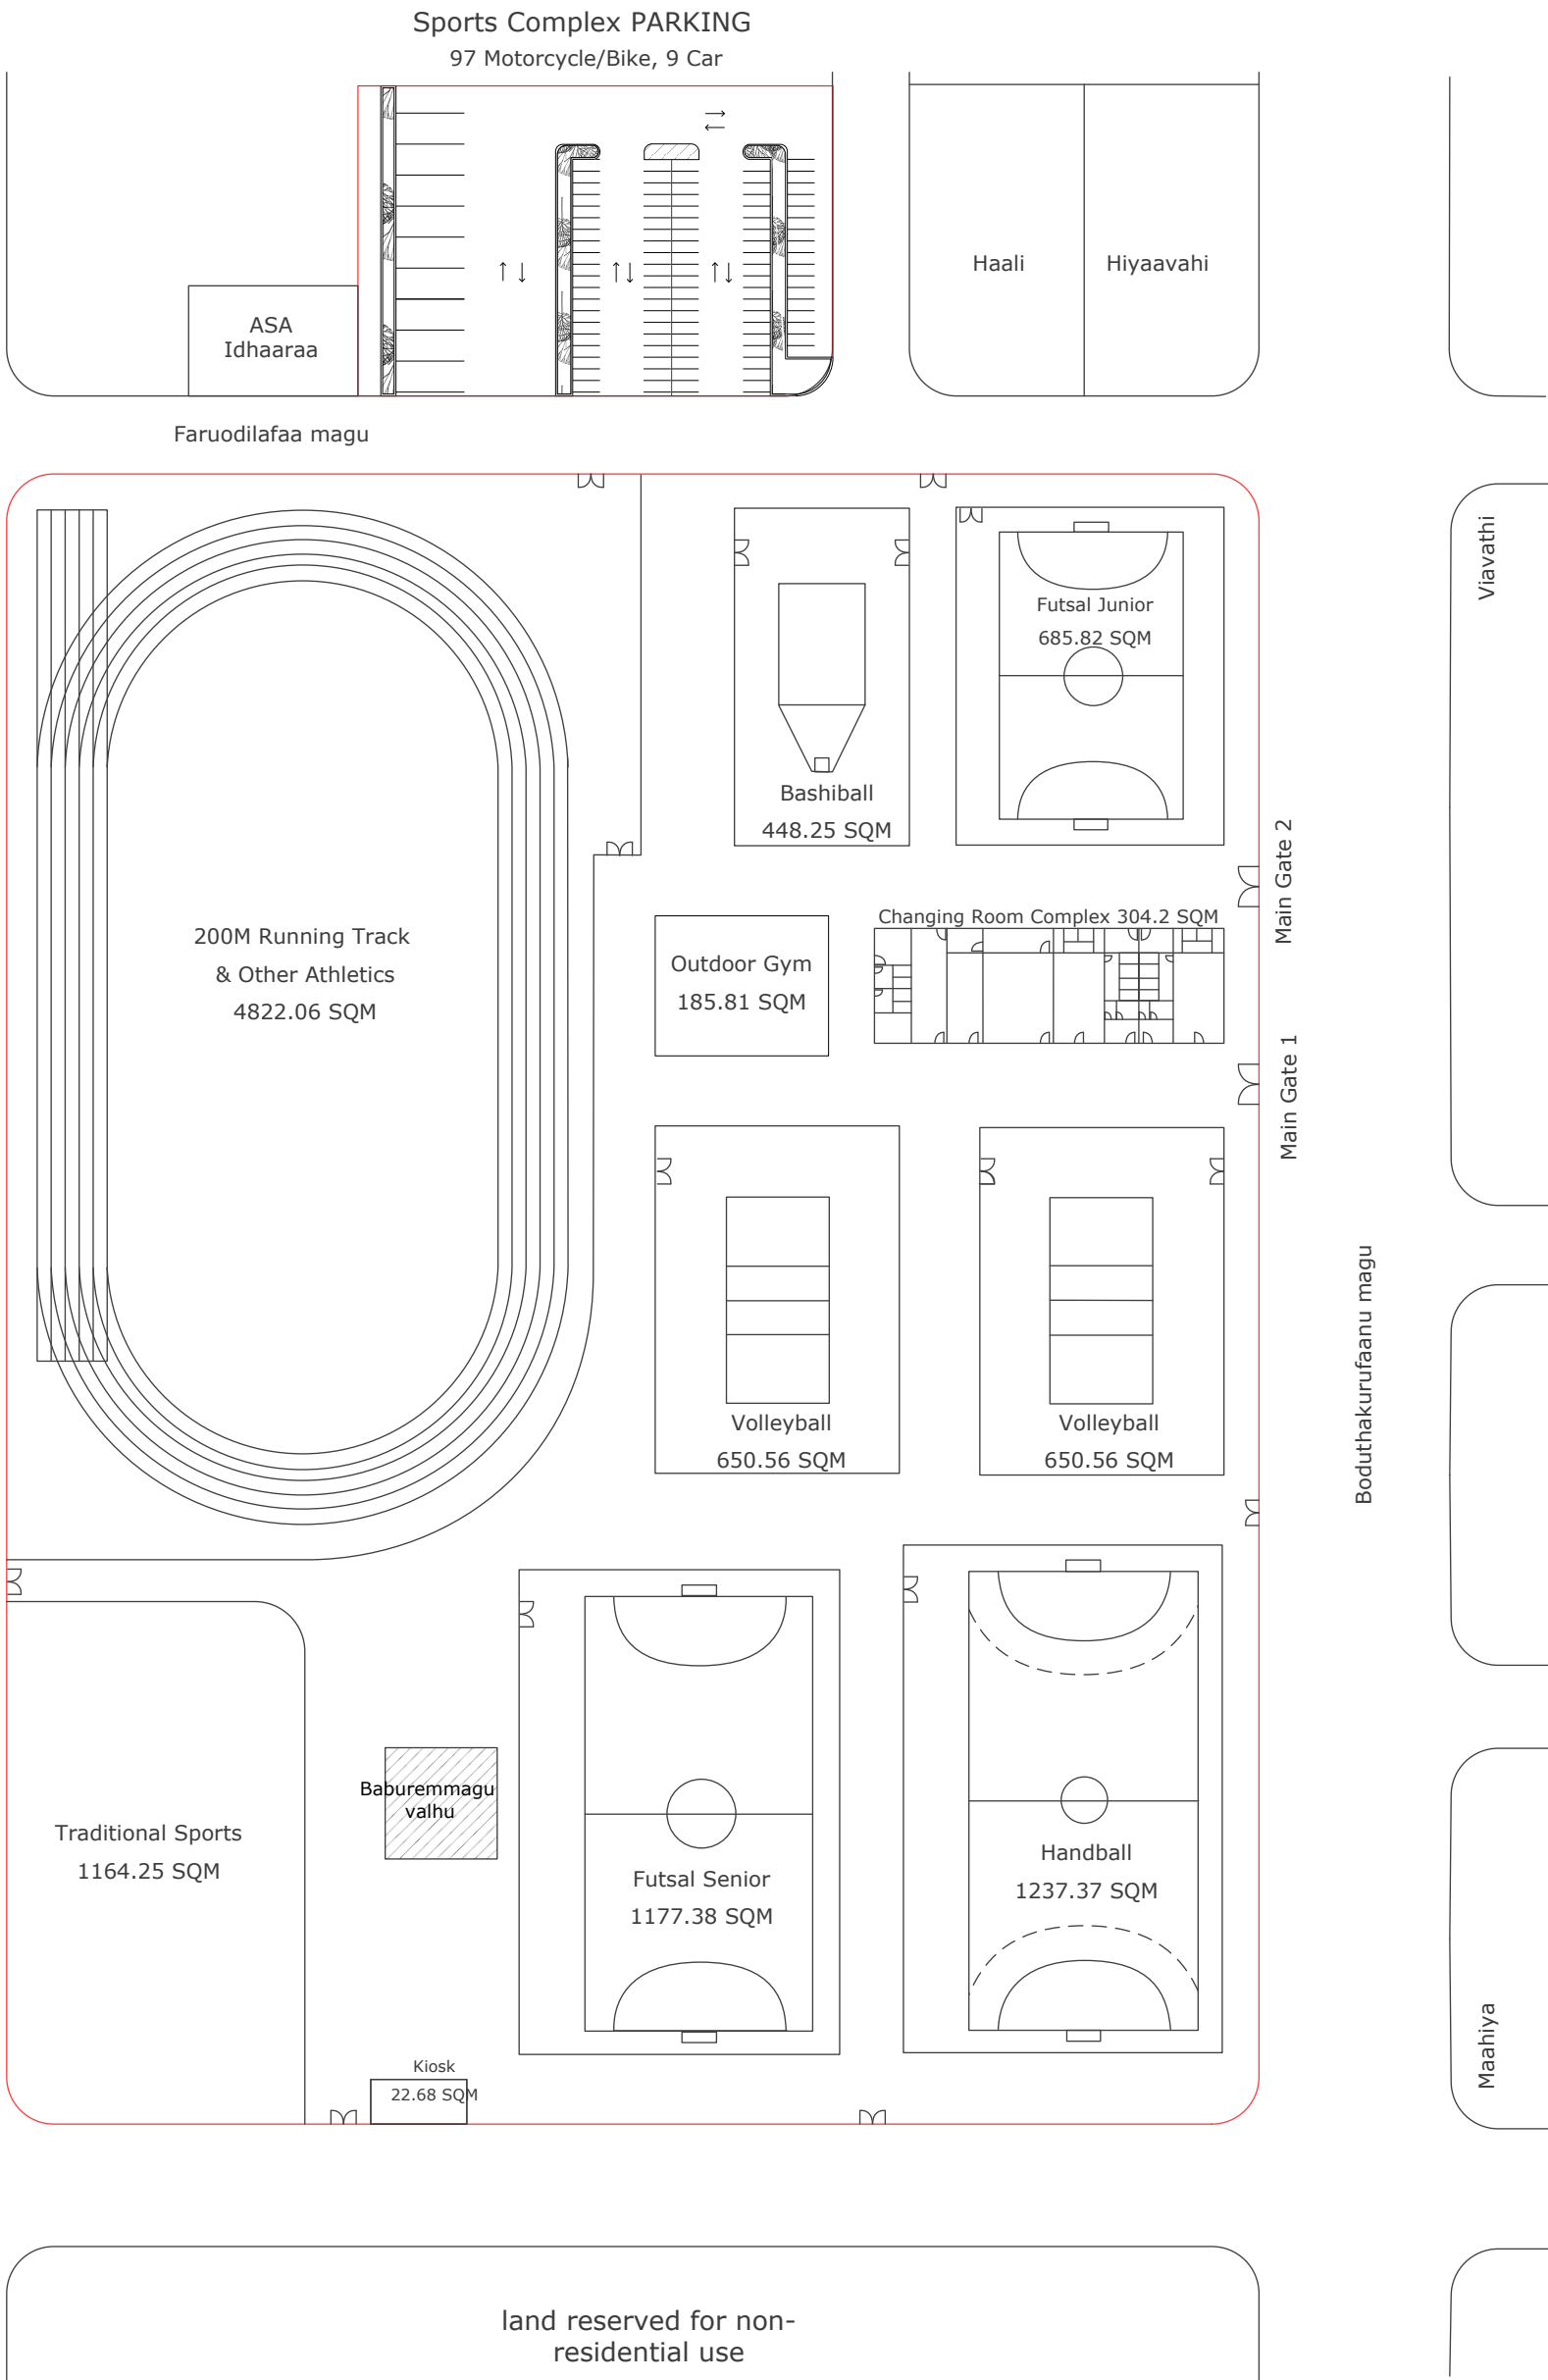 Sports Complex PARKING
97 Motorcycle/Bike, 9 Car
Haali
Hiyaavahi
ASA
Idhaaraa
Faruodilafaa magu
Viavathi
Futsal Junior
685.82 SQM
Bashiball
448.25 SQM
Main Gate 2
Changing Room Complex 304.2 SQM
200M Running Track
& Other Athletics
4822.06 SQM
Outdoor Gym
185.81 SQM
Main Gate 1
Boduthakurufaanu magu
Volleyball
650.56 SQM
Volleyball
650.56 SQM
Baburemmagu
valhu
Traditional Sports
1164.25 SQM
Futsal Senior
1177.38 SQM
Handball
1237.37 SQM
Maahiya
Kiosk
22.68 SQM
land reserved for non-
residential use